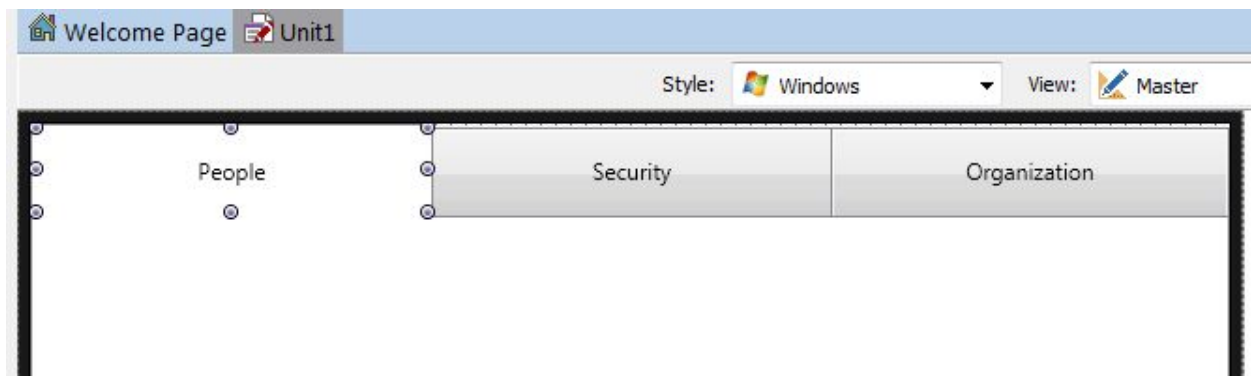 Welcome Page Unit1
Style: Windows View: Master
People Security Organization